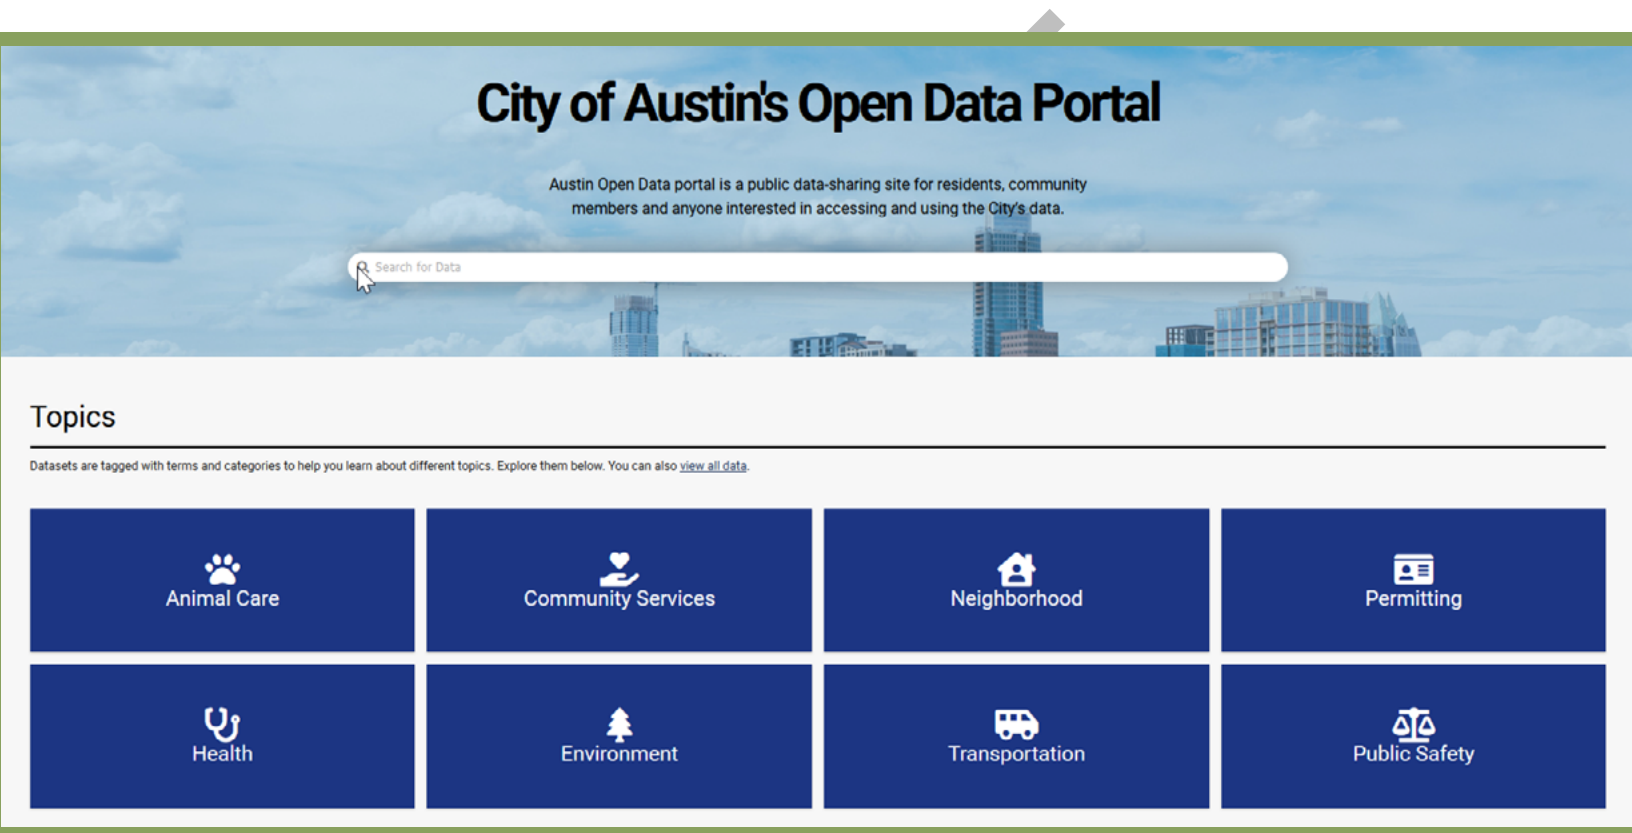 City of Austin's Open Data Portal
Austin Open Data portal is a public data-sharing site for residents, community
members and anyone interested in accessing and using the City's data.
Search for Data
Topics
Datasets are tagged with terms and categories to help you learn about different topics. Explore them below. You can also view all data.
Animal Care
Community Services
Neighborhood
Permitting
Health
Environment
Transportation
Public Safety